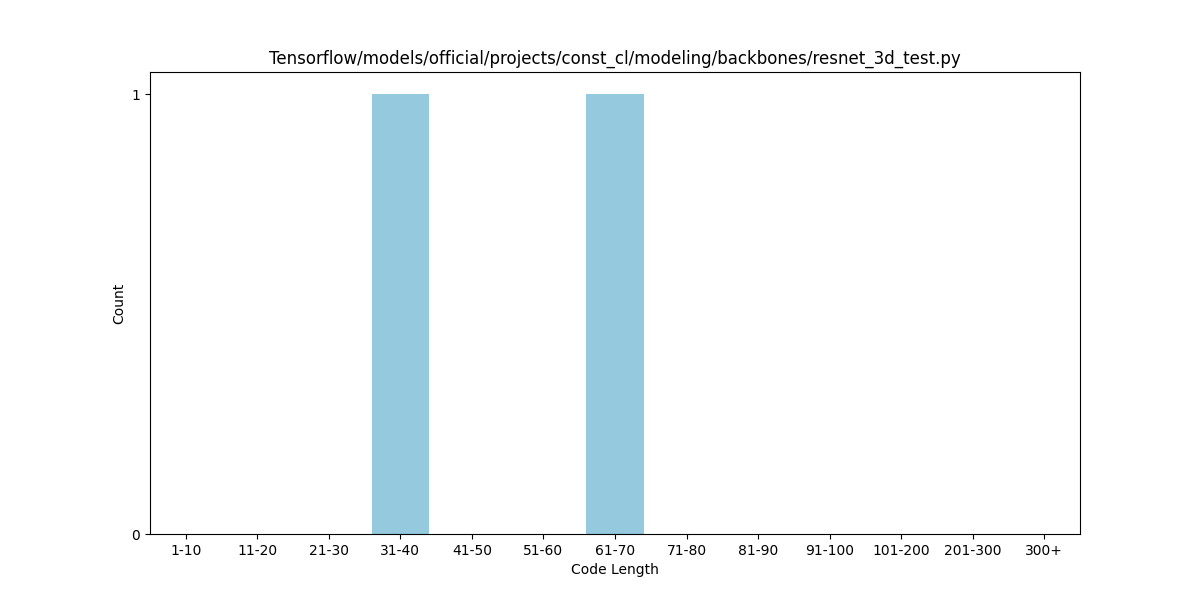 Tensorflow/models/official/projects/const_cl/modeling/backbones/resnet_3d_test.py
1
Count
0
1-10 11-20 21-30 31-40 41-50 51-60 61-70 71-80 81-90 91-100 101-200 201-300 300+
Code Length